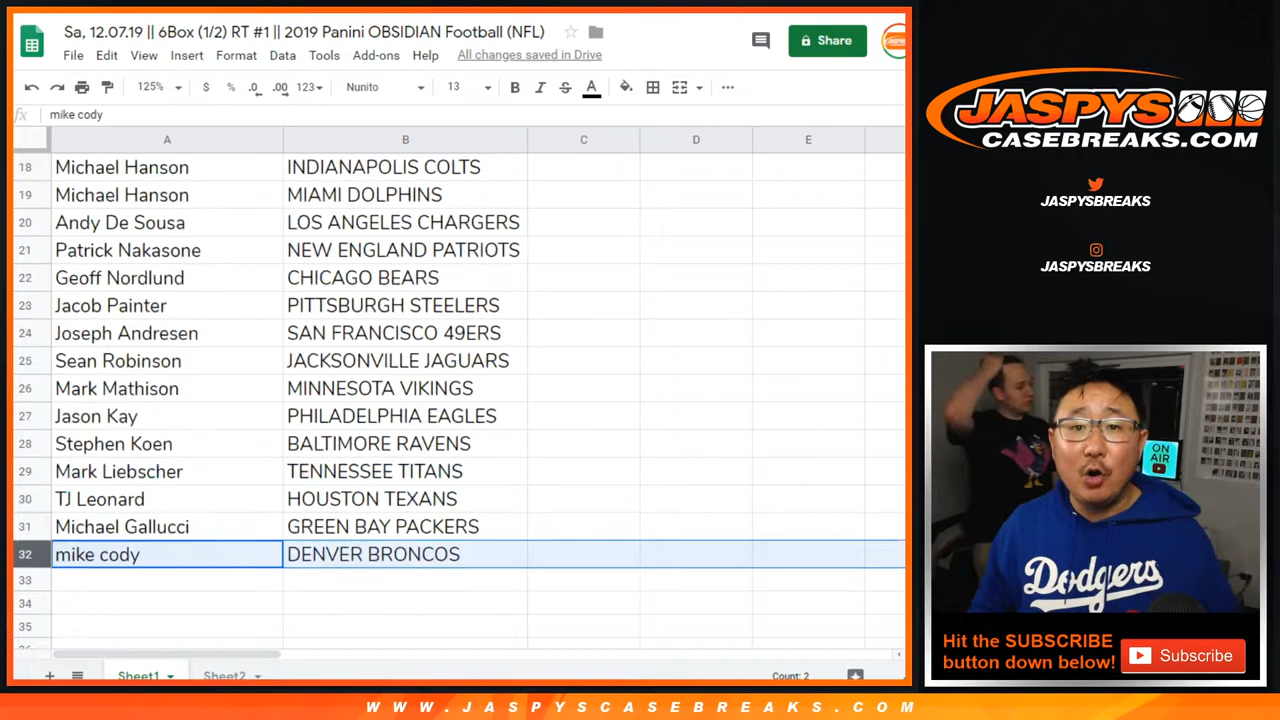 Sa, 12.07.19 || 6Box (1/2) RT #1 || 2019 Panini OBSIDIAN Football (NFL)
File Edit View Insert Format Data Tools Add-ons Help All changes saved in Drive
Share
125% $ % .0 .00 123 Nunito 13 B I S A
fx mike cody
A B C D E
18 Michael Hanson INDIANAPOLIS COLTS
19 Michael Hanson MIAMI DOLPHINS
20 Andy De Sousa LOS ANGELES CHARGERS
21 Patrick Nakasone NEW ENGLAND PATRIOTS
22 Geoff Nordlund CHICAGO BEARS
23 Jacob Painter PITTSBURGH STEELERS
24 Joseph Andresen SAN FRANCISCO 49ERS
25 Sean Robinson JACKSONVILLE JAGUARS
26 Mark Mathison MINNESOTA VIKINGS
27 Jason Kay PHILADELPHIA EAGLES
28 Stephen Koen BALTIMORE RAVENS
29 Mark Liebscher TENNESSEE TITANS
30 TJ Leonard HOUSTON TEXANS
31 Michael Gallucci GREEN BAY PACKERS
32 mike cody DENVER BRONCOS
33
34
35
Sheet1 Sheet2 Count: 2
JASPYS
CASEBREAKS.COM
JASPYSBREAKS
JASPYSBREAKS
ON
AIR
Dodgers
Hit the SUBSCRIBE
button down below!
Subscribe
WWW.JASPYSCASEBREAKS.COM